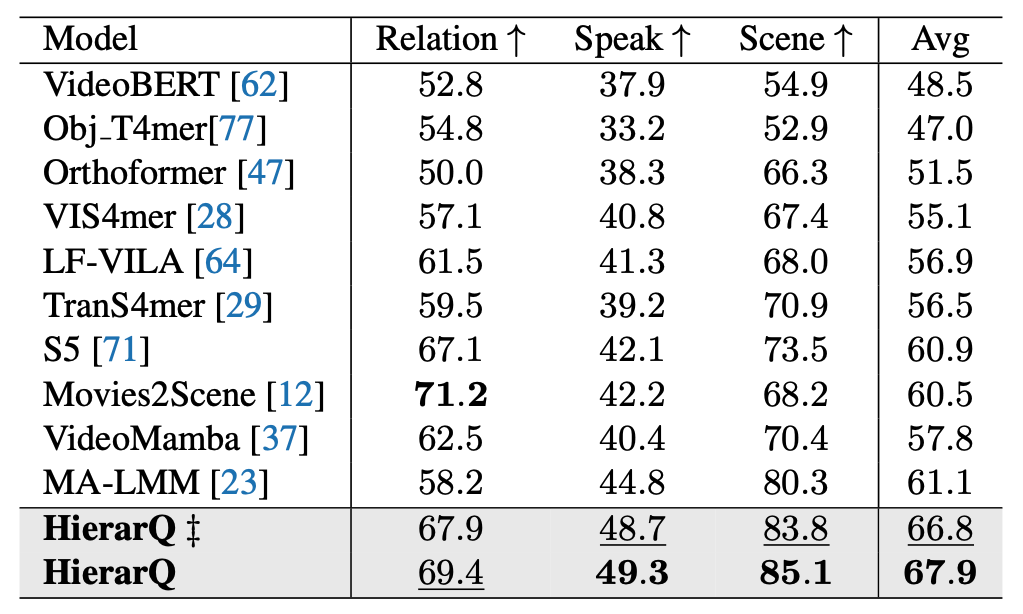 Model Relation ↑ Speak ↑ Scene ↑ Avg
VideoBERT [62] 52.8 37.9 54.9 48.5
Obj_T4mer[77] 54.8 33.2 52.9 47.0
Orthoformer [47] 50.0 38.3 66.3 51.5
VIS4mer [28] 57.1 40.8 67.4 55.1
LF-VILA [64] 61.5 41.3 68.0 56.9
TranS4mer [29] 59.5 39.2 70.9 56.5
S5 [71] 67.1 42.1 73.5 60.9
Movies2Scene [12] 71.2 42.2 68.2 60.5
VideoMamba [37] 62.5 40.4 70.4 57.8
MA-LMM [23] 58.2 44.8 80.3 61.1
HierarQ ‡ 67.9 48.7 83.8 66.8
HierarQ 69.4 49.3 85.1 67.9